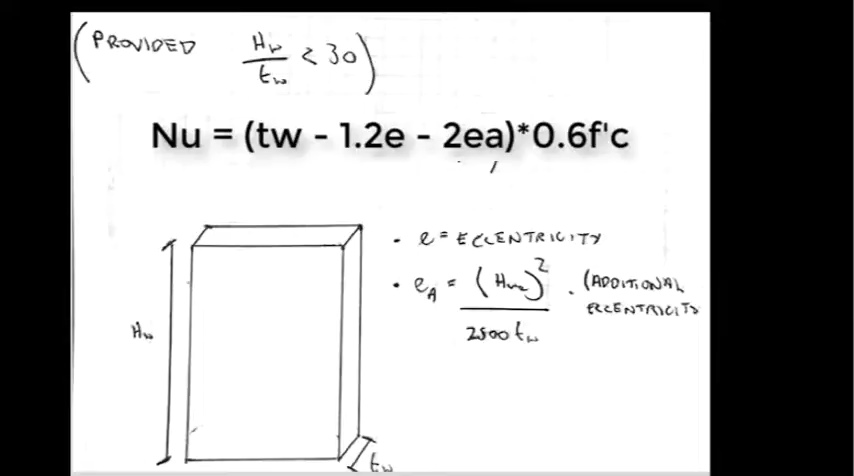 (PROVIDED Hw/tw < 30)
Nu = (tw - 1.2e - 2ea)*0.6f'c
• e = ECCENTRICITY
• eA = (Hwe)²/2500tw . (ADDITIONAL
ECCENTRICITY
Hw
tw